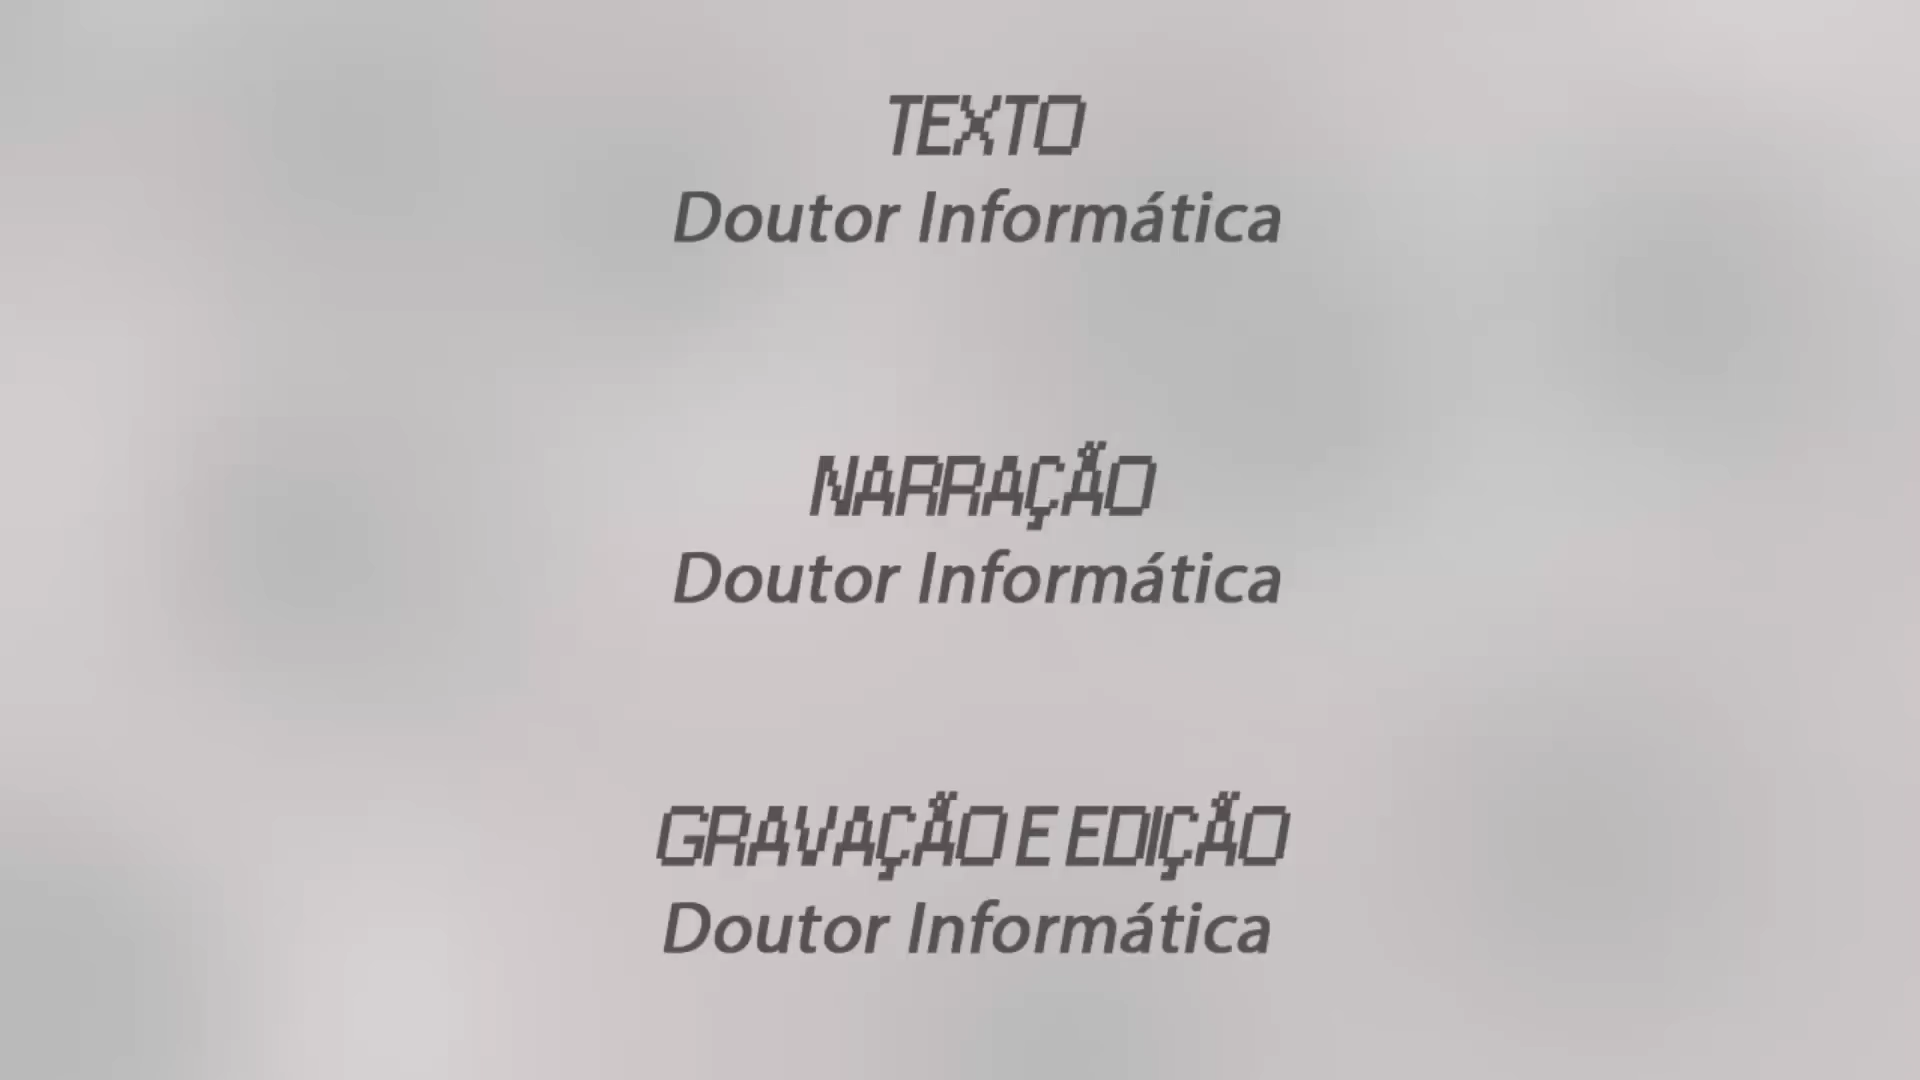 TEXTO
Doutor Informática
NARRAÇÃO
Doutor Informática
GRAVAÇÃO E EDIÇÃO
Doutor Informática